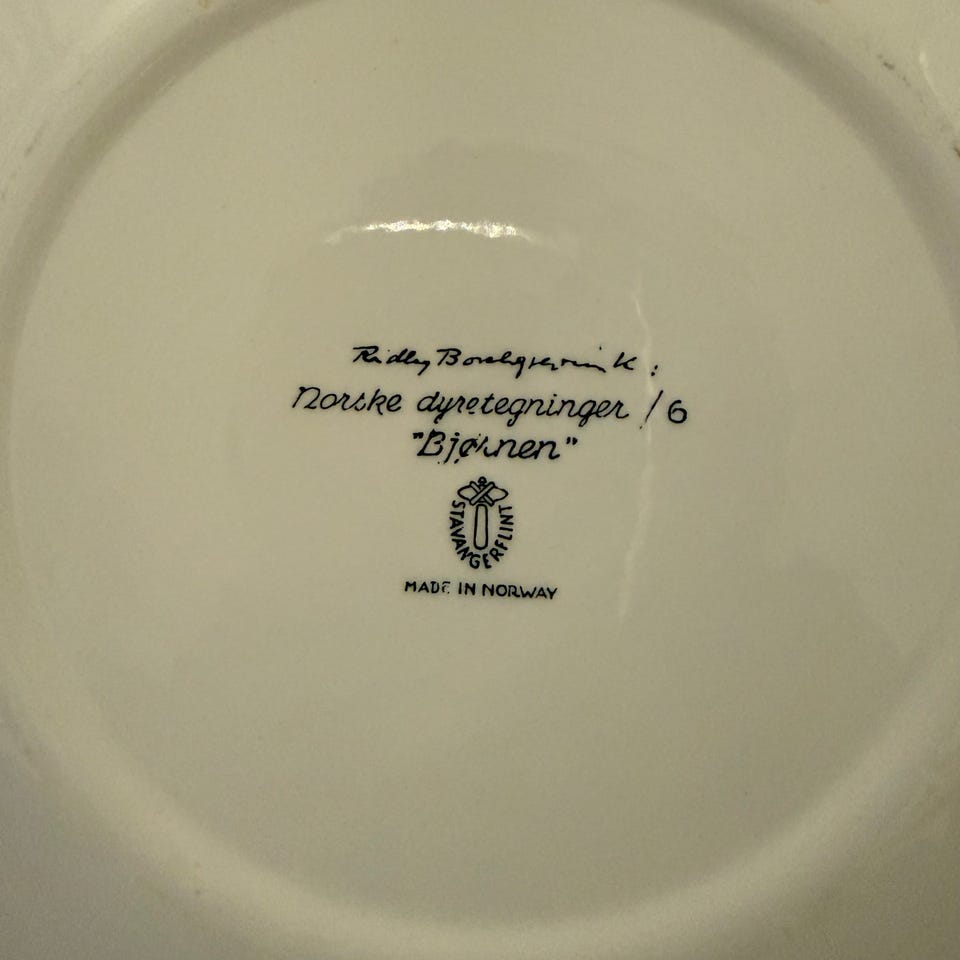 Ridley Borchgrevink:
Norske dyretegninger / 6
"Bjørnen"
STAVANGERFLINT
MADE IN NORWAY